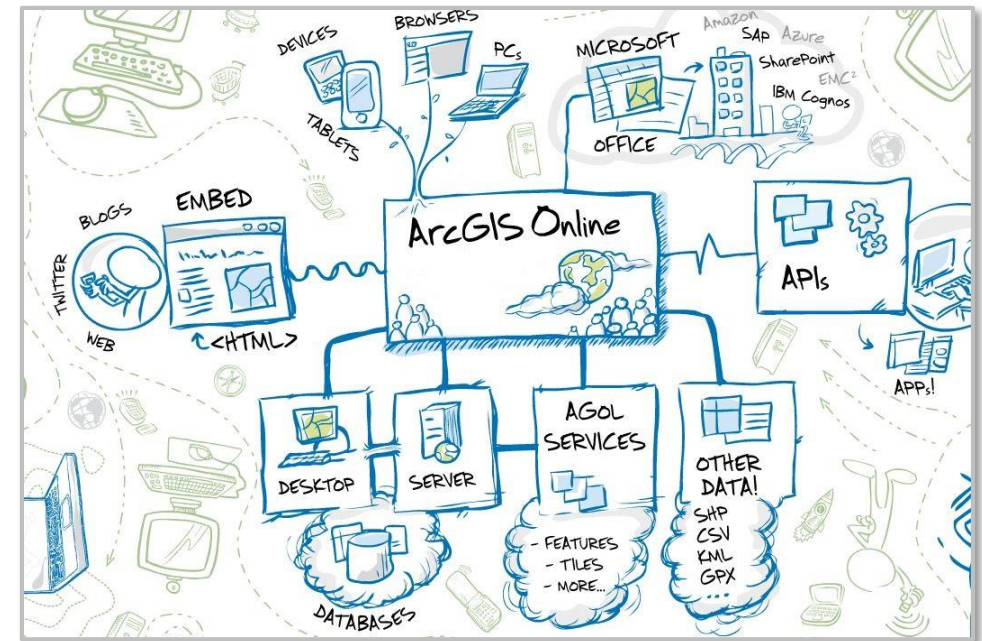 DEVICES
TABLETS
BROWSERS
PCs
MICROSOFT
OFFICE
Amazon
SAP
Azure
SharePoint
EMC²
IBM Cognos
BLOGS
TWITTER
WEB
EMBED
<HTML>
ArcGIS Online
APIs
APPs!
DESKTOP
SERVER
DATABASES
AGOL
SERVICES
- FEATURES
- TILES
- MORE...
OTHER
DATA!
SHP
CSV
KML
GPX
...